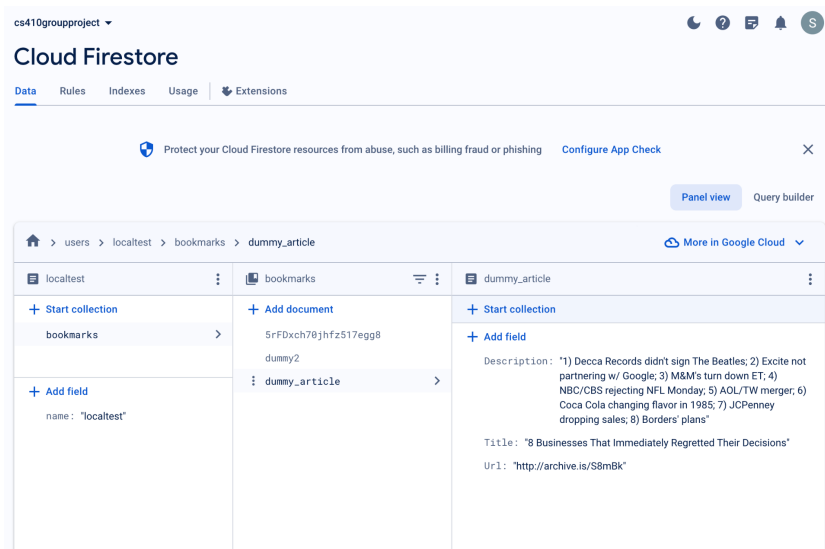 cs410groupproject
S
Cloud Firestore
Data Rules Indexes Usage Extensions
Protect your Cloud Firestore resources from abuse, such as billing fraud or phishing Configure App Check
Panel view Query builder
users > localtest > bookmarks > dummy_article More in Google Cloud
localtest
+ Start collection
bookmarks
+ Add field
name: "localtest"
bookmarks
+ Add document
5rFDxch70jhfz517egg8
dummy2
dummy_article
dummy_article
+ Start collection
+ Add field
Description: "1) Decca Records didn't sign The Beatles; 2) Excite not
partnering w/ Google; 3) M&M's turn down ET; 4)
NBC/CBS rejecting NFL Monday; 5) AOL/TW merger; 6)
Coca Cola changing flavor in 1985; 7) JCPenney
dropping sales; 8) Borders' plans"
Title: "8 Businesses That Immediately Regretted Their Decisions"
Url: "http://archive.is/S8mBk"